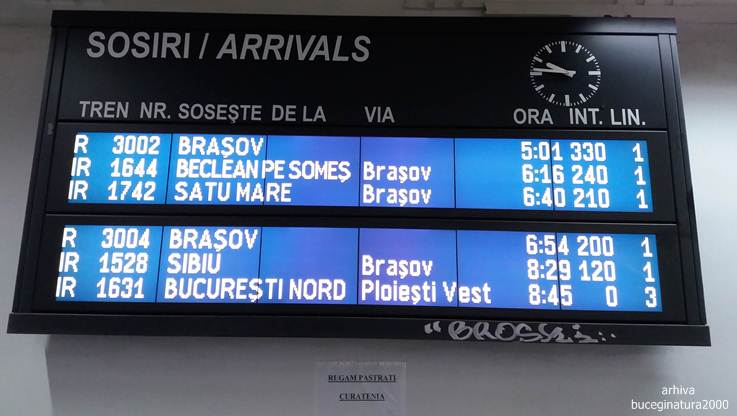 SOSIRI / ARRIVALS
TREN NR. SOSEȘTE DE LA VIA ORA INT. LIN.
R 3002 BRAȘOV 5:01 330 1
IR 1644 BECLEAN PE SOMEȘ Brașov 6:16 240 1
IR 1742 SATU MARE Brașov 6:40 210 1
R 3004 BRAȘOV 6:54 200 1
IR 1528 SIBIU Brașov 8:29 120 1
IR 1631 BUCUREȘTI NORD Ploiești Vest 8:45 0 3
RUGAM PASTRATI
CURATENIA
arhiva
buceginatura2000